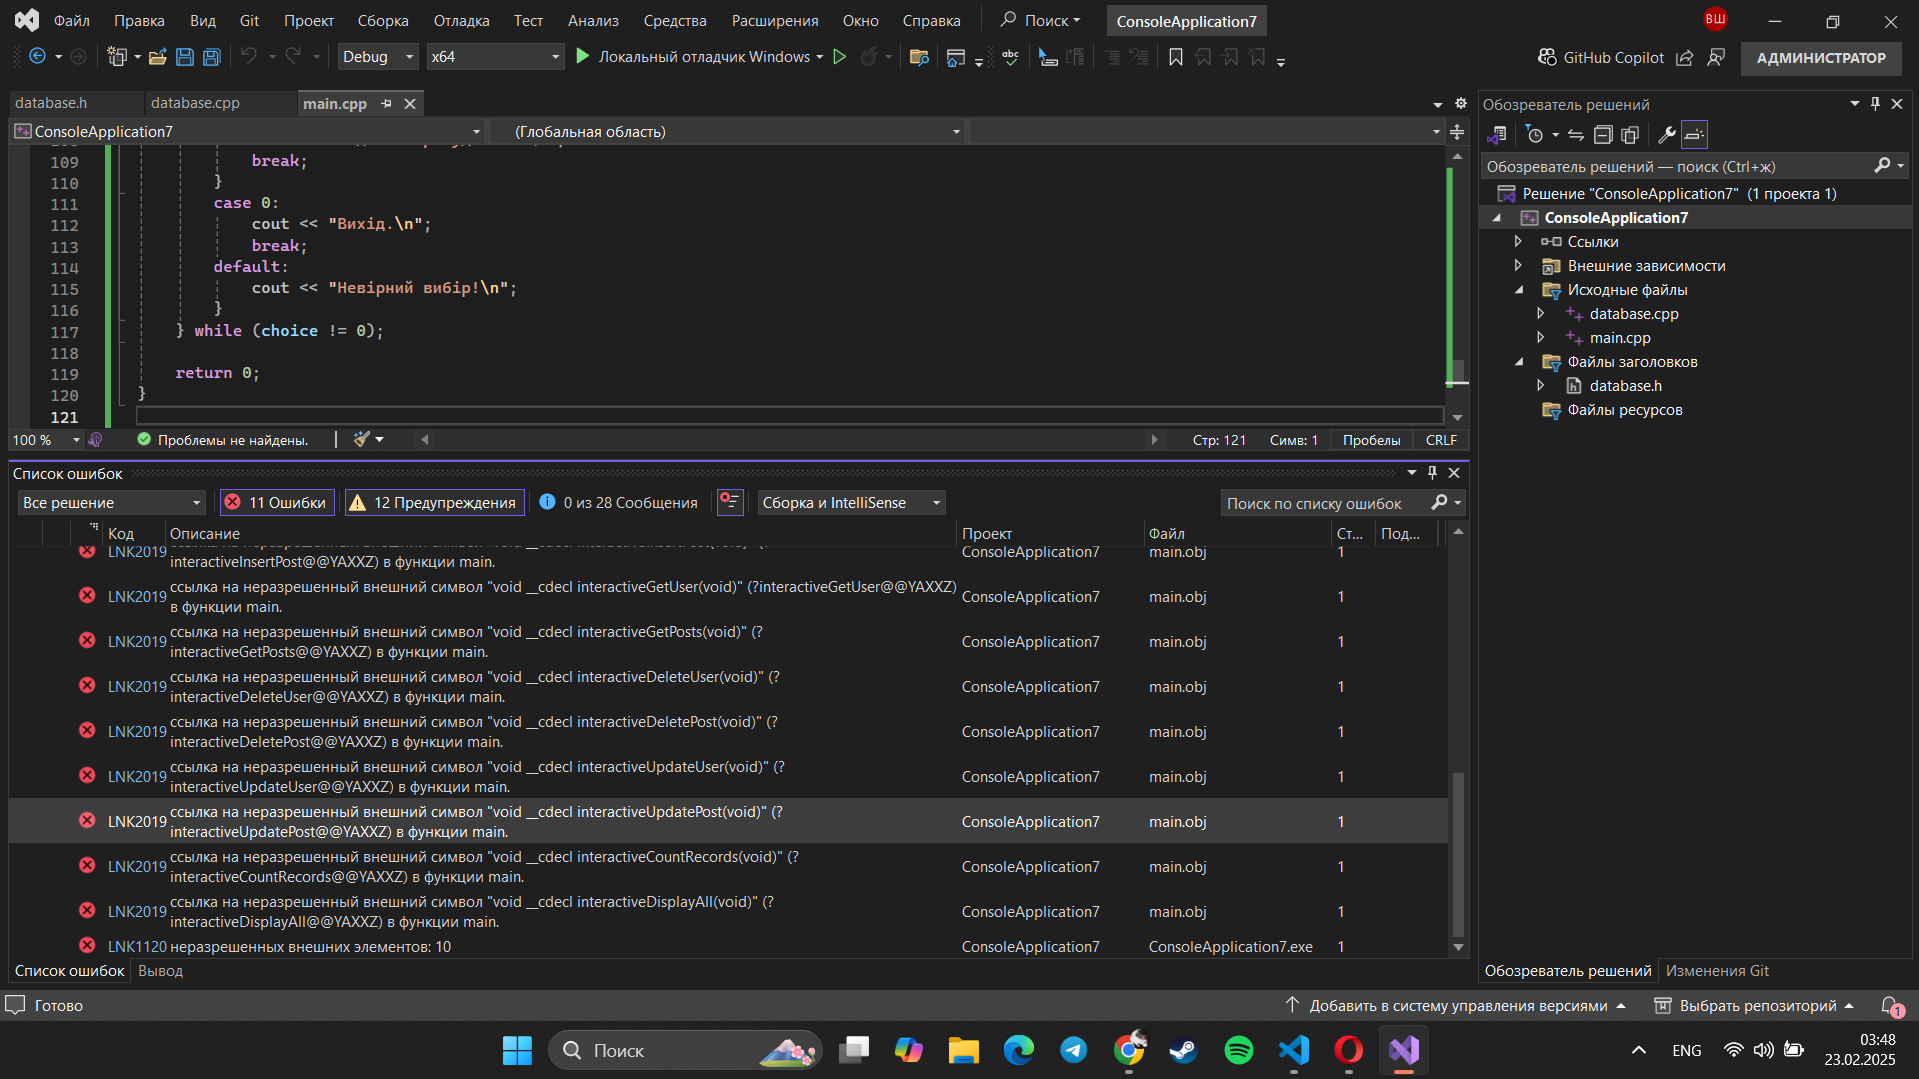 Файл Правка Вид Git Проект Сборка Отладка Тест Анализ Средства Расширения Окно Справка Поиск ConsoleApplication7 ВШ
Debug x64 Локальный отладчик Windows abc GitHub Copilot АДМИНИСТРАТОР
database.h database.cpp main.cpp
ConsoleApplication7 (Глобальная область)
109 break;
110 }
111 case 0:
112 cout << "Вихід.\n";
113 break;
114 default:
115 cout << "Невірний вибір!\n";
116 }
117 } while (choice != 0);
118
119 return 0;
120 }
121
100 % Проблемы не найдены. Стр: 121 Симв: 1 Пробелы CRLF
Список ошибок
Все решение 11 Ошибки 12 Предупреждения 0 из 28 Сообщения Сборка и IntelliSense Поиск по списку ошибок
Код Описание Проект Файл Ст... Под...
LNK2019 ConsoleApplication7 main.obj 1
interactiveInsertPost@@YAXXZ) в функции main.
ссылка на неразрешенный внешний символ "void __cdecl interactiveGetUser(void)" (?interactiveGetUser@@YAXXZ)
LNK2019 ConsoleApplication7 main.obj 1
в функции main.
ссылка на неразрешенный внешний символ "void __cdecl interactiveGetPosts(void)" (?
LNK2019 ConsoleApplication7 main.obj 1
interactiveGetPosts@@YAXXZ) в функции main.
ссылка на неразрешенный внешний символ "void __cdecl interactiveDeleteUser(void)" (?
LNK2019 ConsoleApplication7 main.obj 1
interactiveDeleteUser@@YAXXZ) в функции main.
ссылка на неразрешенный внешний символ "void __cdecl interactiveDeletePost(void)" (?
LNK2019 ConsoleApplication7 main.obj 1
interactiveDeletePost@@YAXXZ) в функции main.
ссылка на неразрешенный внешний символ "void __cdecl interactiveUpdateUser(void)" (?
LNK2019 ConsoleApplication7 main.obj 1
interactiveUpdateUser@@YAXXZ) в функции main.
ссылка на неразрешенный внешний символ "void __cdecl interactiveUpdatePost(void)" (?
LNK2019 ConsoleApplication7 main.obj 1
interactiveUpdatePost@@YAXXZ) в функции main.
ссылка на неразрешенный внешний символ "void __cdecl interactiveCountRecords(void)" (?
LNK2019 ConsoleApplication7 main.obj 1
interactiveCountRecords@@YAXXZ) в функции main.
ссылка на неразрешенный внешний символ "void __cdecl interactiveDisplayAll(void)" (?
LNK2019 ConsoleApplication7 main.obj 1
interactiveDisplayAll@@YAXXZ) в функции main.
LNK1120 неразрешенных внешних элементов: 10 ConsoleApplication7 ConsoleApplication7.exe 1
Список ошибок Вывод
Обозреватель решений
Обозреватель решений — поиск (Ctrl+ж)
Решение "ConsoleApplication7" (1 проекта 1)
ConsoleApplication7
Ссылки
Внешние зависимости
Исходные файлы
database.cpp
main.cpp
Файлы заголовков
database.h
Файлы ресурсов
Обозреватель решений Изменения Git
Готово Добавить в систему управления версиями Выбрать репозиторий 1
Поиск ENG 03:48
23.02.2025